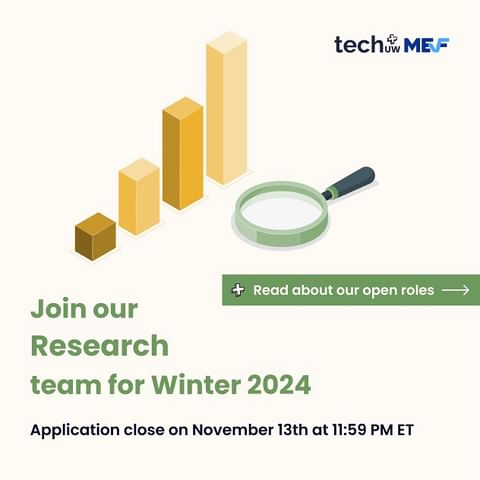 tech+ UW MEVF
Read about our open roles
Join our
Research
team for Winter 2024
Application close on November 13th at 11:59 PM ET